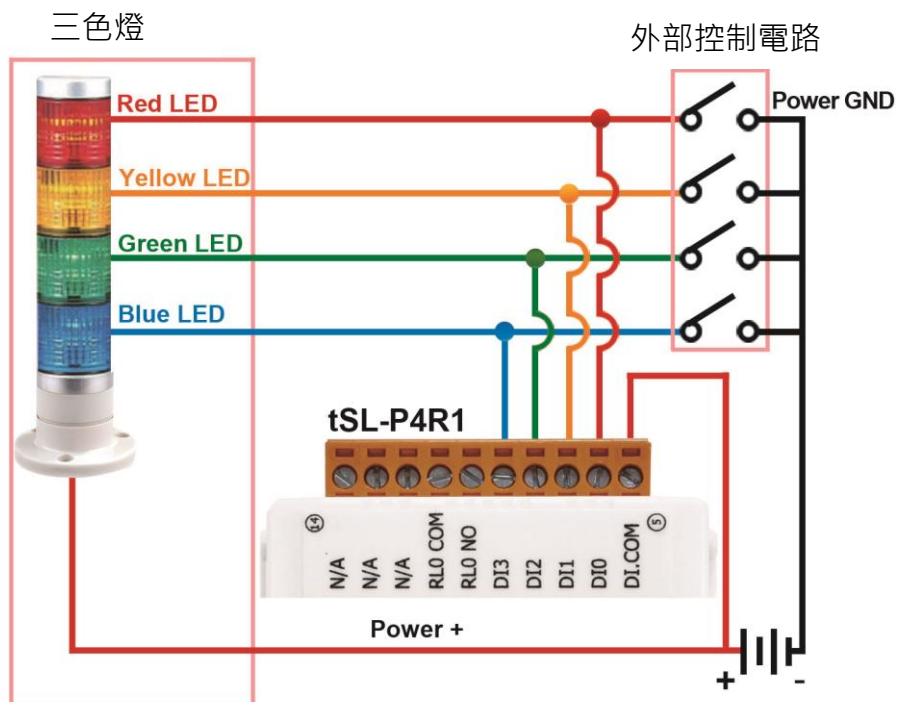 三色燈
外部控制電路
Red LED
Power GND
Yellow LED
Green LED
Blue LED
tSL-P4R1
14
5
N/A
N/A
N/A
RL0 COM
RL0 NO
DI3
DI2
DI1
DI0
DI.COM
Power +
+
-